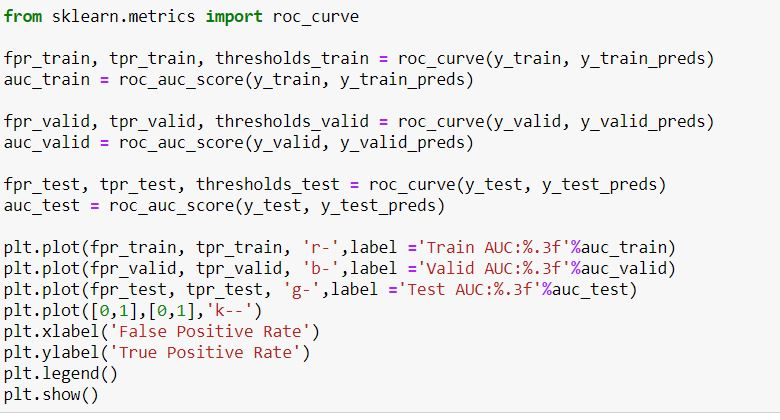 from sklearn.metrics import roc_curve
fpr_train, tpr_train, thresholds_train = roc_curve(y_train, y_train_preds)
auc_train = roc_auc_score(y_train, y_train_preds)
fpr_valid, tpr_valid, thresholds_valid = roc_curve(y_valid, y_valid_preds)
auc_valid = roc_auc_score(y_valid, y_valid_preds)
fpr_test, tpr_test, thresholds_test = roc_curve(y_test, y_test_preds)
auc_test = roc_auc_score(y_test, y_test_preds)
plt.plot(fpr_train, tpr_train, 'r-',label ='Train AUC:%.3f'%auc_train)
plt.plot(fpr_valid, tpr_valid, 'b-',label ='Valid AUC:%.3f'%auc_valid)
plt.plot(fpr_test, tpr_test, 'g-',label ='Test AUC:%.3f'%auc_test)
plt.plot([0,1],[0,1],'k--')
plt.xlabel('False Positive Rate')
plt.ylabel('True Positive Rate')
plt.legend()
plt.show()